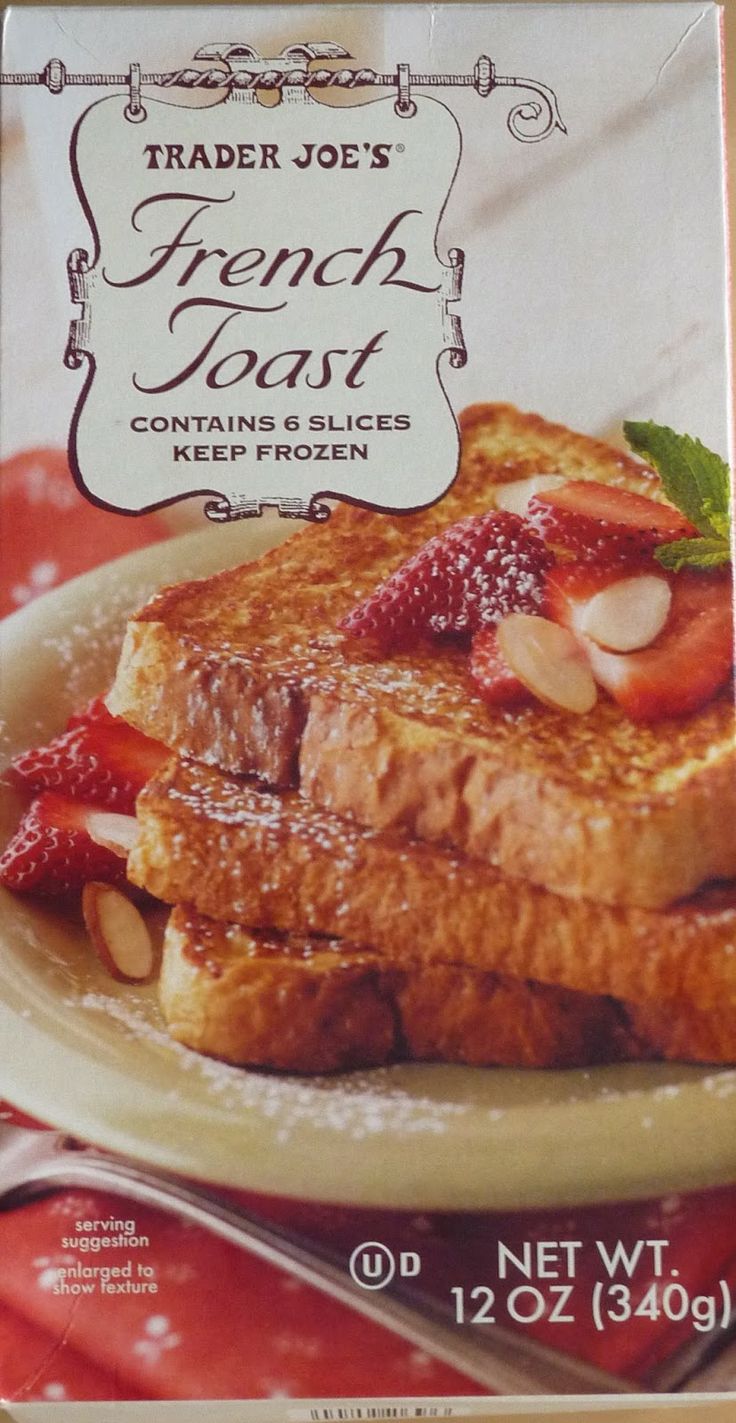 TRADER JOE'S®
French
Toast
CONTAINS 6 SLICES
KEEP FROZEN
serving
suggestion
enlarged to
show texture
U D
NET WT.
12 OZ (340g)